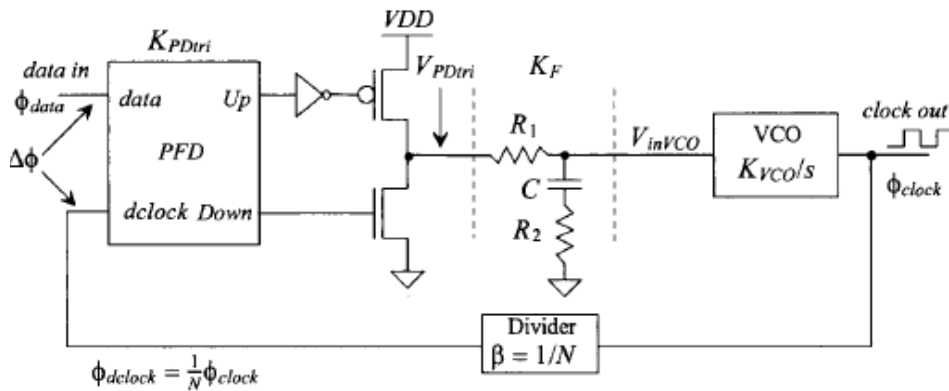 VDD
K_PDtri
V_PDtri
K_F
data in
ϕ_data
data
Up
R_1
V_inVCO
VCO
K_VCO/s
clock out
ϕ_clock
Δϕ
PFD
C
dclock
Down
R_2
Divider
β = 1/N
ϕ_dclock = 1/N ϕ_clock